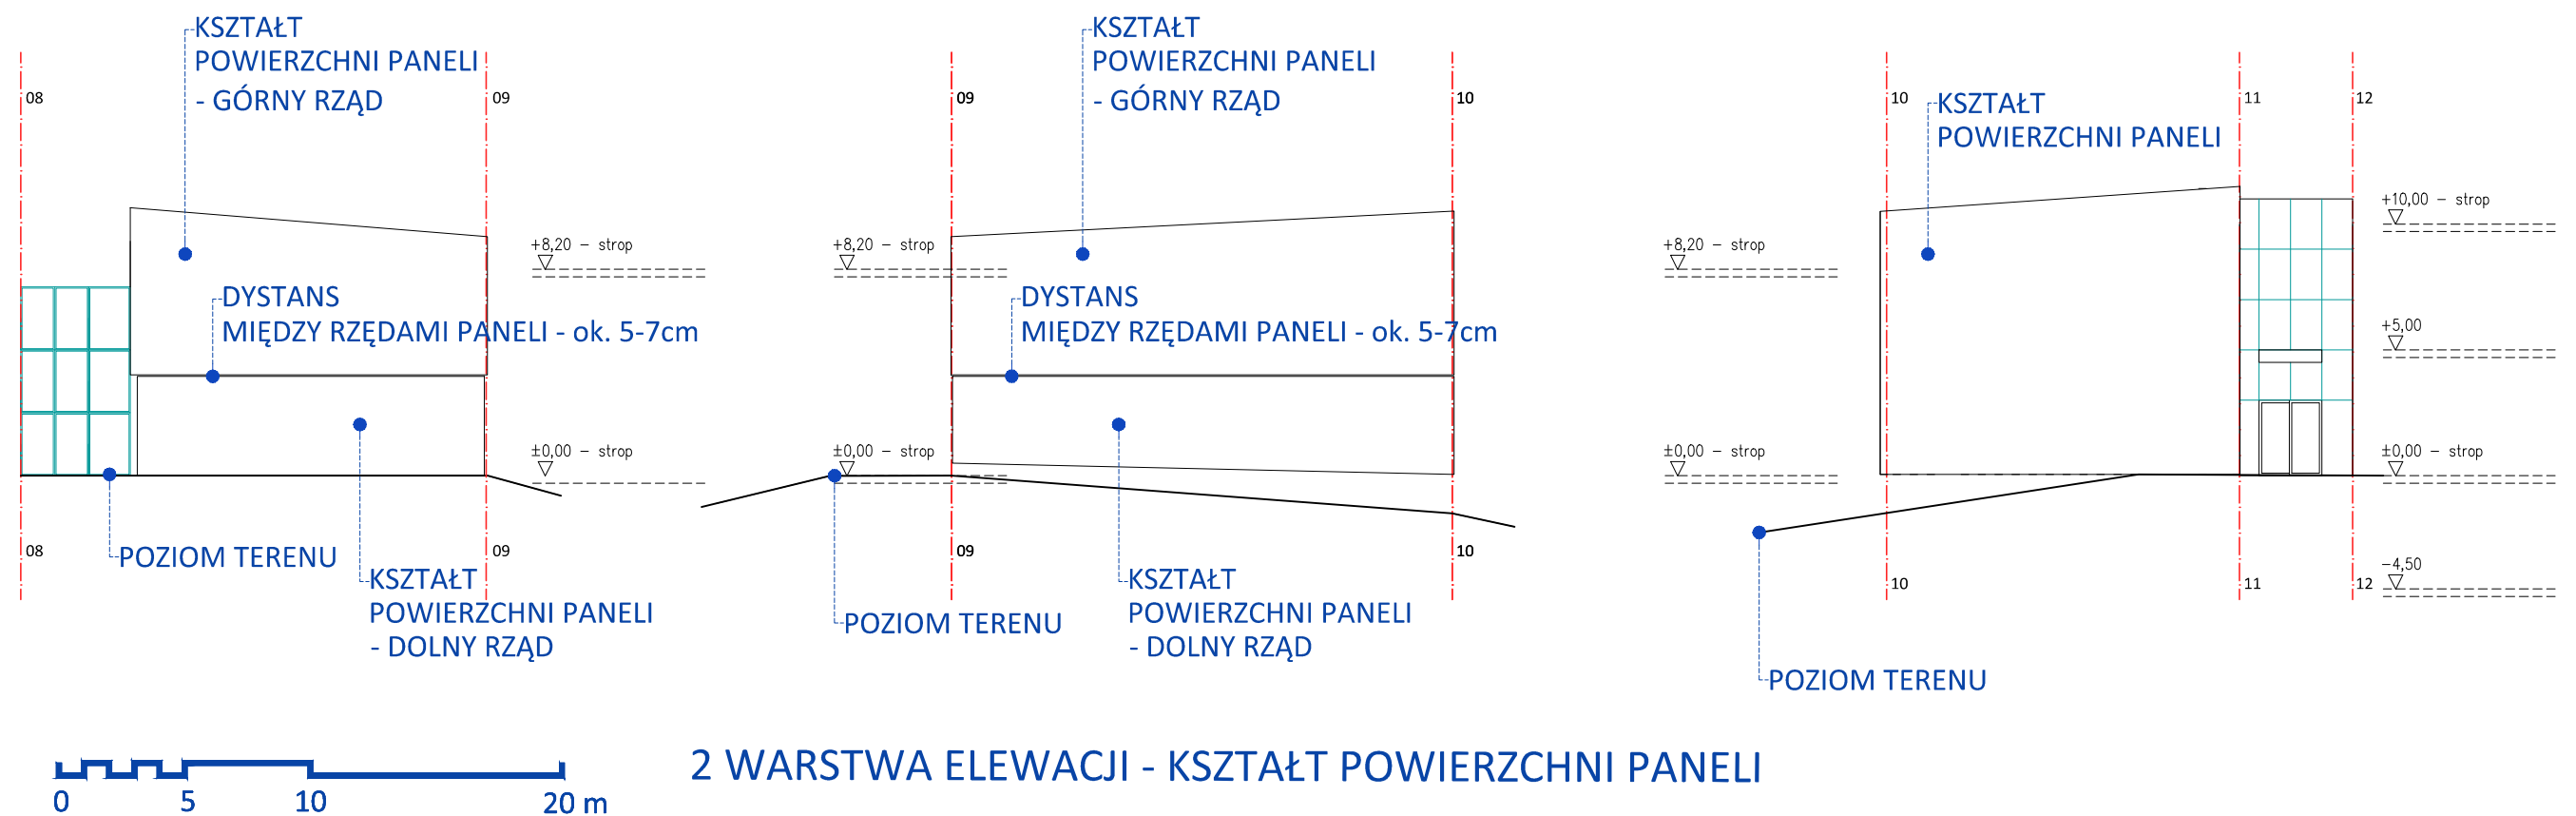 KSZTAŁT
POWIERZCHNI PANELI
- GÓRNY RZĄD
08
09
+8,20 – strop
DYSTANS
MIĘDZY RZĘDAMI PANELI - ok. 5-7cm
±0,00 – strop
08
09
POZIOM TERENU
KSZTAŁT
POWIERZCHNI PANELI
- DOLNY RZĄD
KSZTAŁT
POWIERZCHNI PANELI
- GÓRNY RZĄD
09
10
+8,20 – strop
DYSTANS
MIĘDZY RZĘDAMI PANELI - ok. 5-7cm
±0,00 – strop
09
10
KSZTAŁT
POWIERZCHNI PANELI
- DOLNY RZĄD
POZIOM TERENU
10
11
12
KSZTAŁT
POWIERZCHNI PANELI
+10,00 – strop
+8,20 – strop
+5,00
±0,00 – strop
±0,00 – strop
-4,50
10
11
12
POZIOM TERENU
2 WARSTWA ELEWACJI - KSZTAŁT POWIERZCHNI PANELI
0 5 10 20 m